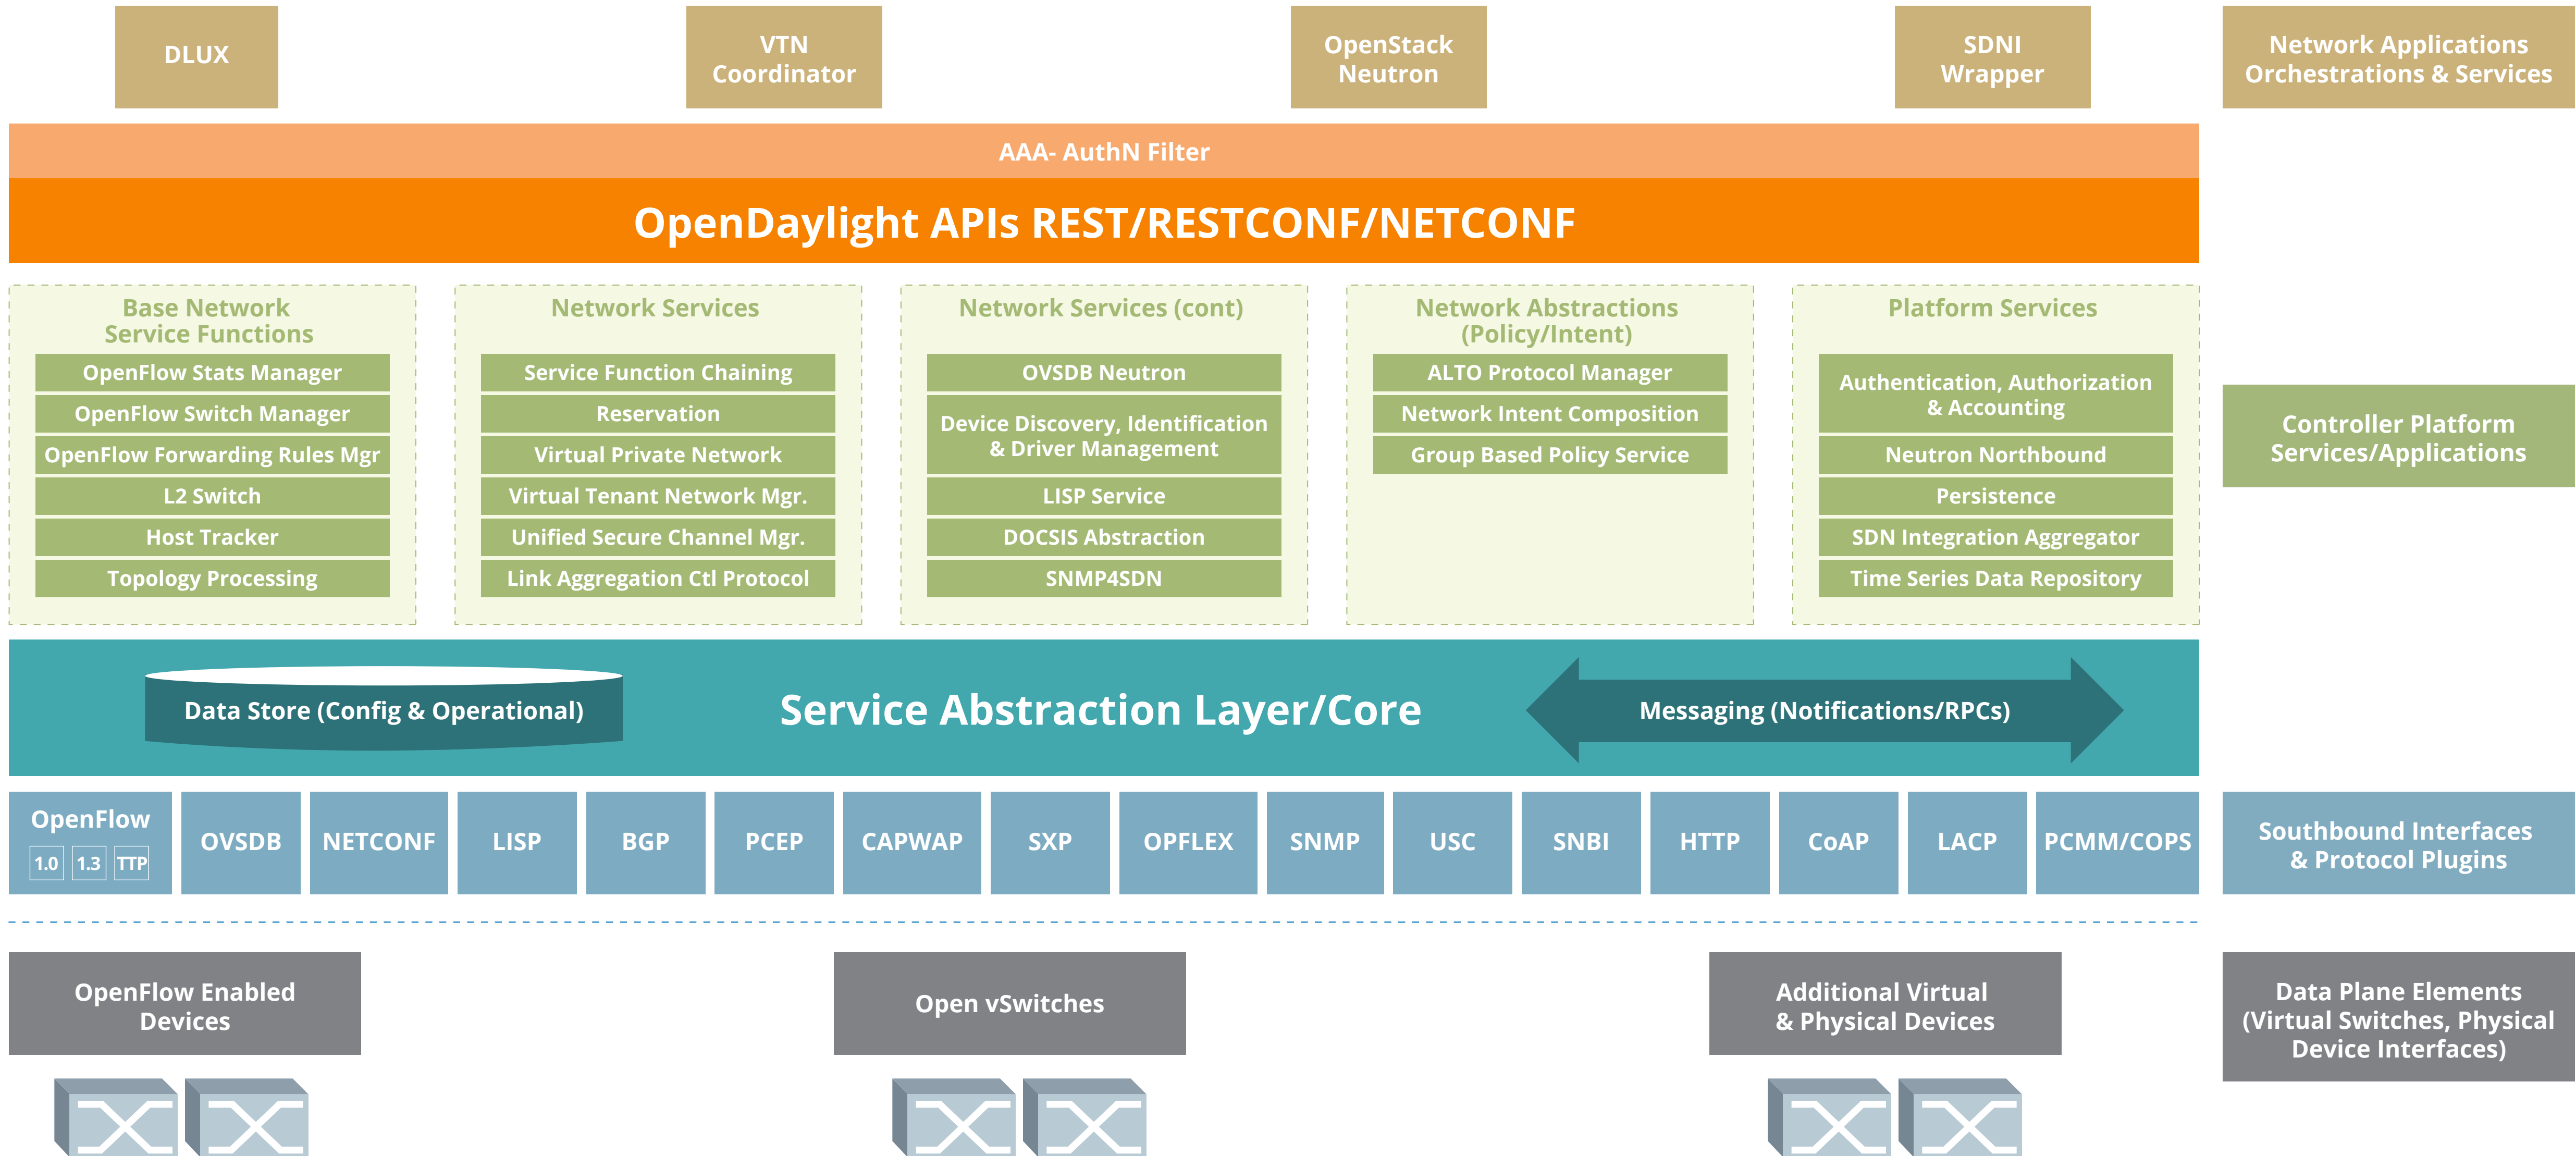 DLUX
VTN
Coordinator
OpenStack
Neutron
SDNI
Wrapper
Network Applications
Orchestrations & Services
AAA- AuthN Filter
OpenDaylight APIs REST/RESTCONF/NETCONF
Base Network
Service Functions
OpenFlow Stats Manager
OpenFlow Switch Manager
OpenFlow Forwarding Rules Mgr
L2 Switch
Host Tracker
Topology Processing
Network Services
Service Function Chaining
Reservation
Virtual Private Network
Virtual Tenant Network Mgr.
Unified Secure Channel Mgr.
Link Aggregation Ctl Protocol
Network Services (cont)
OVSDB Neutron
Device Discovery, Identification
& Driver Management
LISP Service
DOCSIS Abstraction
SNMP4SDN
Network Abstractions
(Policy/Intent)
ALTO Protocol Manager
Network Intent Composition
Group Based Policy Service
Platform Services
Authentication, Authorization
& Accounting
Neutron Northbound
Persistence
SDN Integration Aggregator
Time Series Data Repository
Controller Platform
Services/Applications
Data Store (Config & Operational)
Service Abstraction Layer/Core
Messaging (Notifications/RPCs)
OpenFlow
1.0
1.3
TTP
OVSDB
NETCONF
LISP
BGP
PCEP
CAPWAP
SXP
OPFLEX
SNMP
USC
SNBI
HTTP
CoAP
LACP
PCMM/COPS
Southbound Interfaces
& Protocol Plugins
OpenFlow Enabled
Devices
Open vSwitches
Additional Virtual
& Physical Devices
Data Plane Elements
(Virtual Switches, Physical
Device Interfaces)